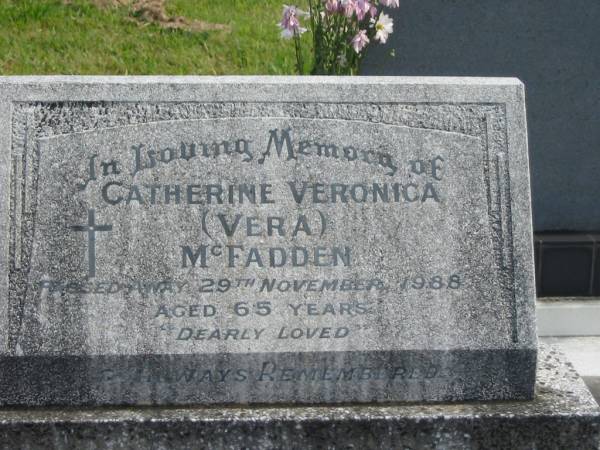 In Loving Memory of
CATHERINE VERONICA
(VERA)
McFADDEN
PASSED AWAY 29TH NOVEMBER, 1988
AGED 65 YEARS
"DEARLY LOVED"
& ALWAYS REMEMBERED